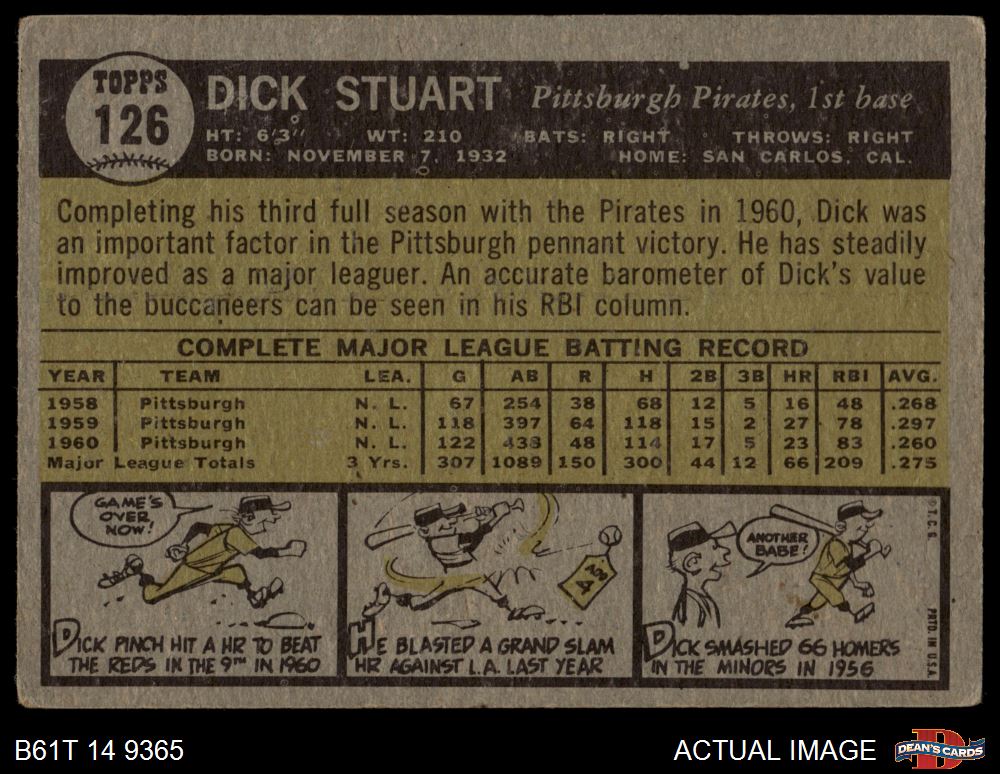 TOPPS
126
DICK STUART Pittsburgh Pirates, 1st base
HT: 6'3" WT: 210 BATS: RIGHT THROWS: RIGHT
BORN: NOVEMBER 7, 1932 HOME: SAN CARLOS, CAL.
Completing his third full season with the Pirates in 1960, Dick was
an important factor in the Pittsburgh pennant victory. He has steadily
improved as a major leaguer. An accurate barometer of Dick's value
to the buccaneers can be seen in his RBI column.
COMPLETE MAJOR LEAGUE BATTING RECORD
YEAR TEAM LEA. G AB R H 2B 3B HR RBI AVG.
1958 Pittsburgh N. L. 67 254 38 68 12 5 16 48 .268
1959 Pittsburgh N. L. 118 397 64 118 15 2 27 78 .297
1960 Pittsburgh N. L. 122 438 48 114 17 5 23 83 .260
Major League Totals 3 Yrs. 307 1089 150 300 44 12 66 209 .275
GAME'S
OVER
NOW!
DICK PINCH HIT A HR TO BEAT
THE REDS IN THE 9TH IN 1960
ADD
4
HE BLASTED A GRAND SLAM
HR AGAINST L.A. LAST YEAR
ANOTHER
BABE!
DICK SMASHED 66 HOMERS
IN THE MINORS IN 1956
©T.C.G. PRTD IN U.S.A.
B61T 14 9365
ACTUAL IMAGE
DEAN'S CARDS